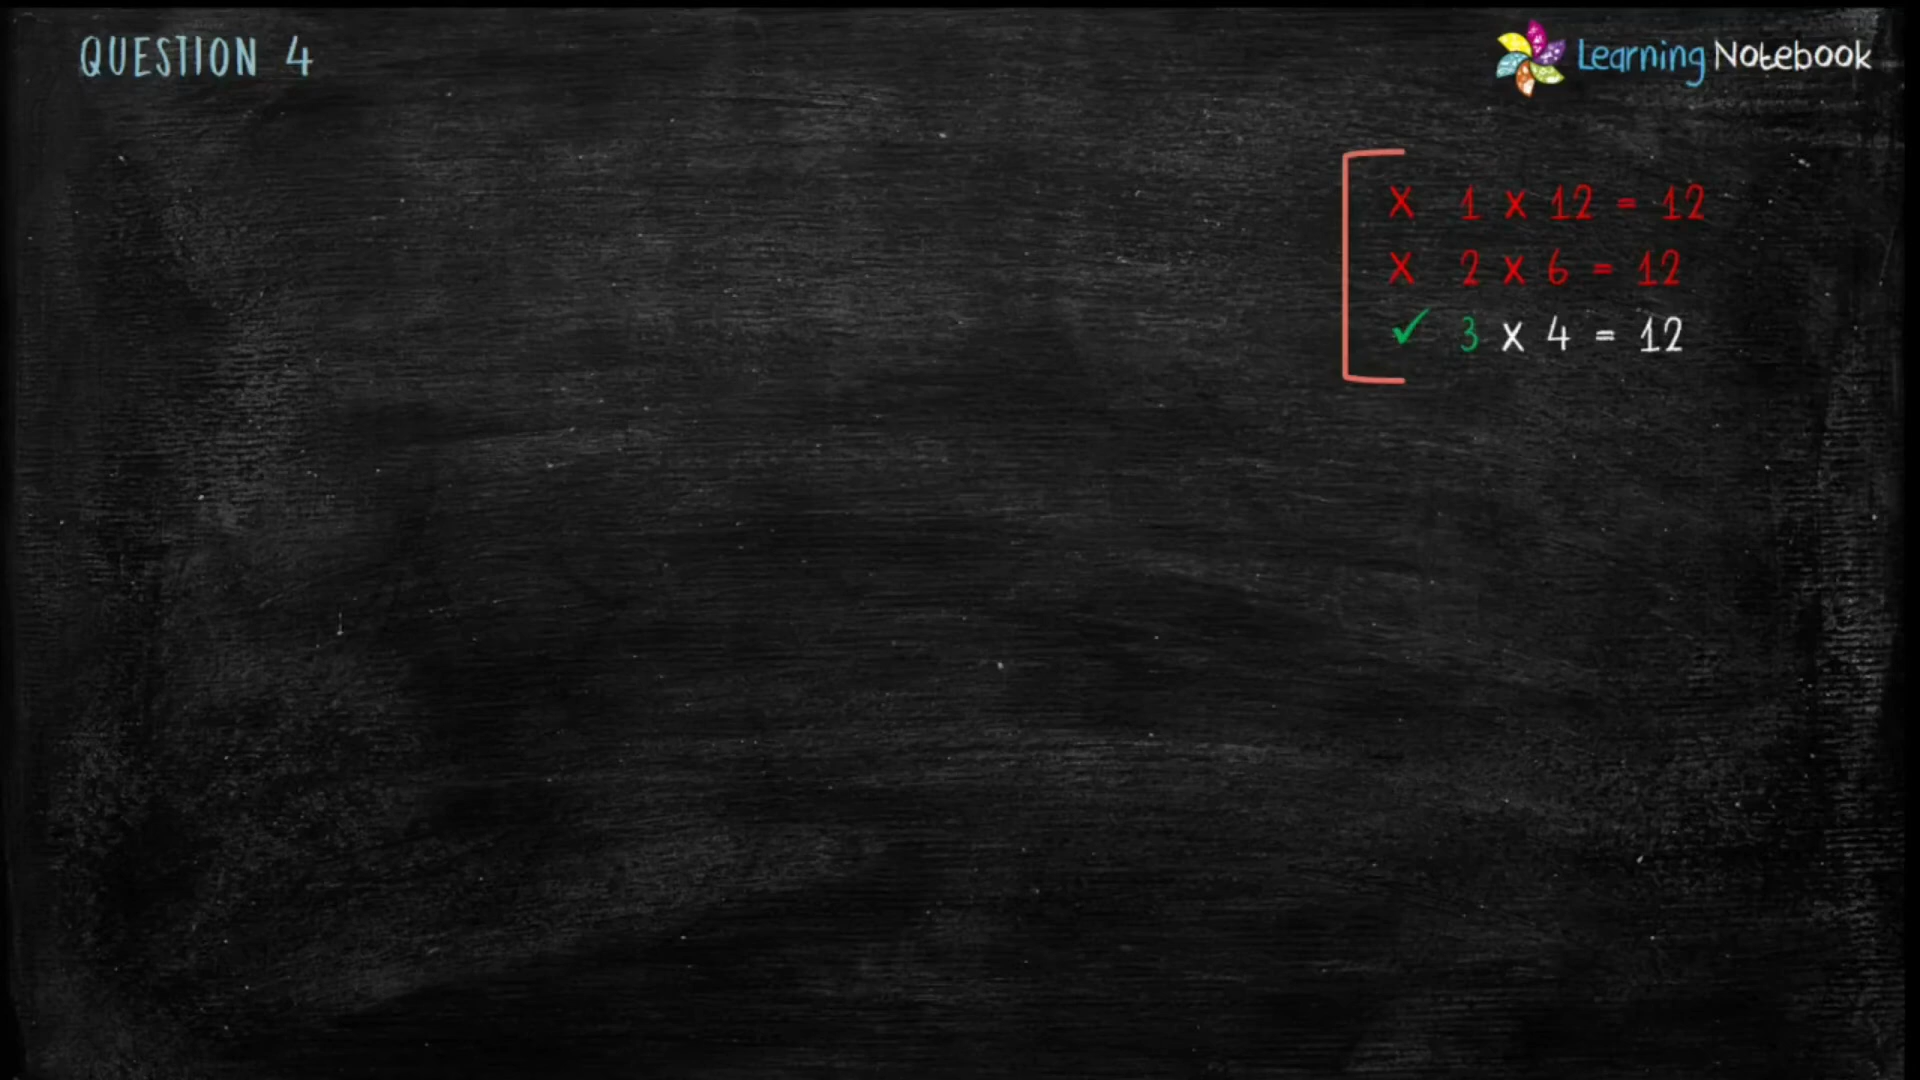 QUESTION 4
Learning Notebook
X 1 x 12 = 12
X 2 x 6 = 12
✓ 3 x 4 = 12